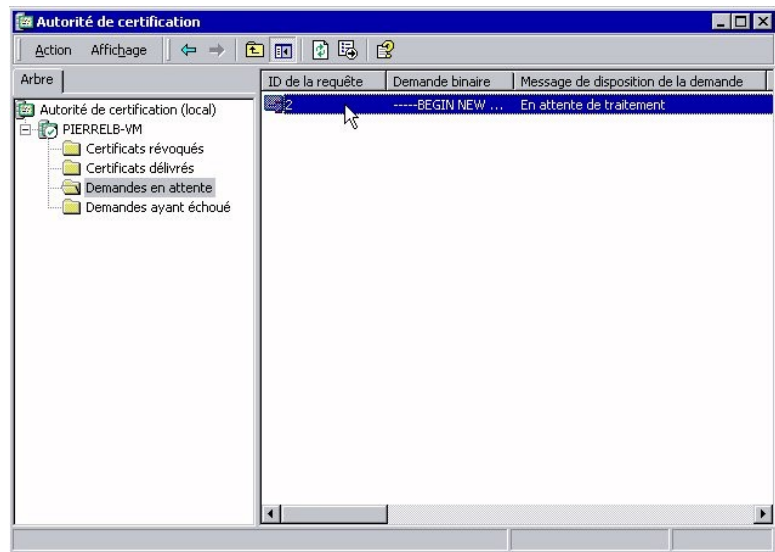 Autorité de certification
Action Affichage
Arbre
ID de la requête Demande binaire Message de disposition de la demande
Autorité de certification (local)
PIERRELB-VM
Certificats révoqués
Certificats délivrés
Demandes en attente
Demandes ayant échoué
2 -----BEGIN NEW ... En attente de traitement